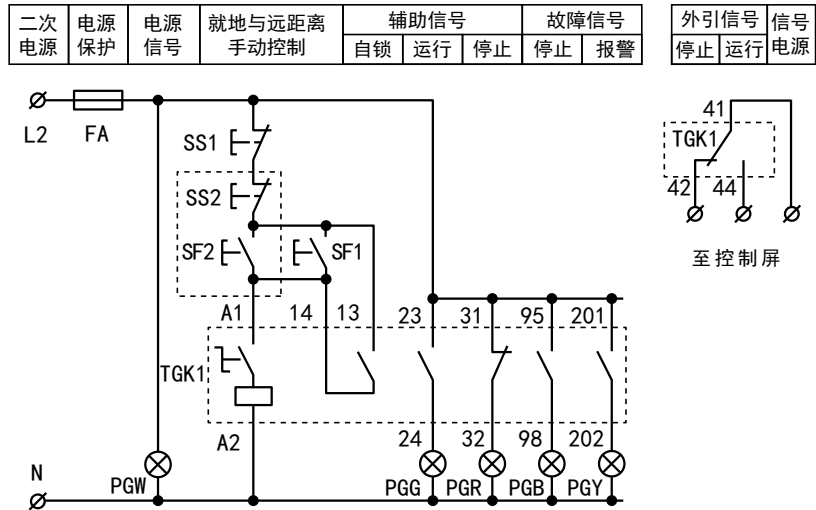 二次
电源
电源
保护
电源
信号
就地与远距离
手动控制
辅助信号
自锁 运行 停止
故障信号
停止 报警
外引信号
停止 运行
信号
电源
L2 FA
SS1
SS2
SF2 SF1
A1 14 13 23 31 95 201
TGK1
A2 24 32 98 202
N
PGW PGG PGR PGB PGY
41
TGK1
42 44
至控制屏